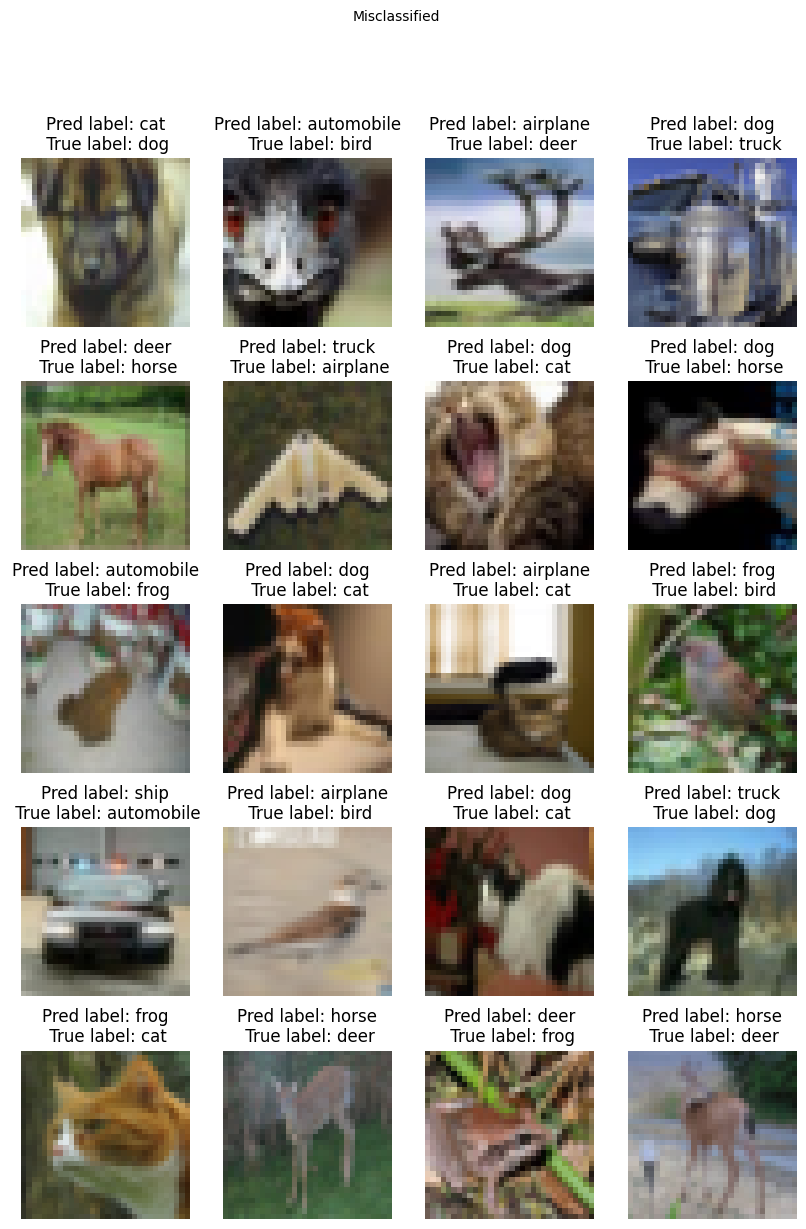 Misclassified
Pred label: cat
True label: dog
Pred label: automobile
True label: bird
Pred label: airplane
True label: deer
Pred label: dog
True label: truck
Pred label: deer
True label: horse
Pred label: truck
True label: airplane
Pred label: dog
True label: cat
Pred label: dog
True label: horse
Pred label: automobile
True label: frog
Pred label: dog
True label: cat
Pred label: airplane
True label: cat
Pred label: frog
True label: bird
Pred label: ship
True label: automobile
Pred label: airplane
True label: bird
Pred label: dog
True label: cat
Pred label: truck
True label: dog
Pred label: frog
True label: cat
Pred label: horse
True label: deer
Pred label: deer
True label: frog
Pred label: horse
True label: deer